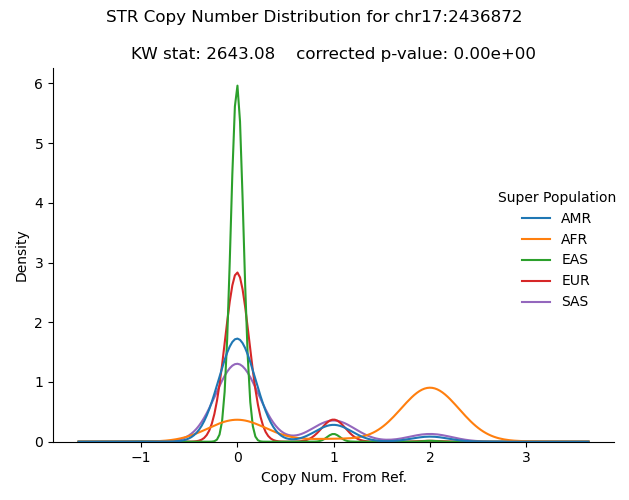 STR Copy Number Distribution for chr17:2436872
KW stat: 2643.08    corrected p-value: 0.00e+00
6
5
4
3
2
1
0
Density
−1
0
1
2
3
Copy Num. From Ref.
Super Population
AMR
AFR
EAS
EUR
SAS